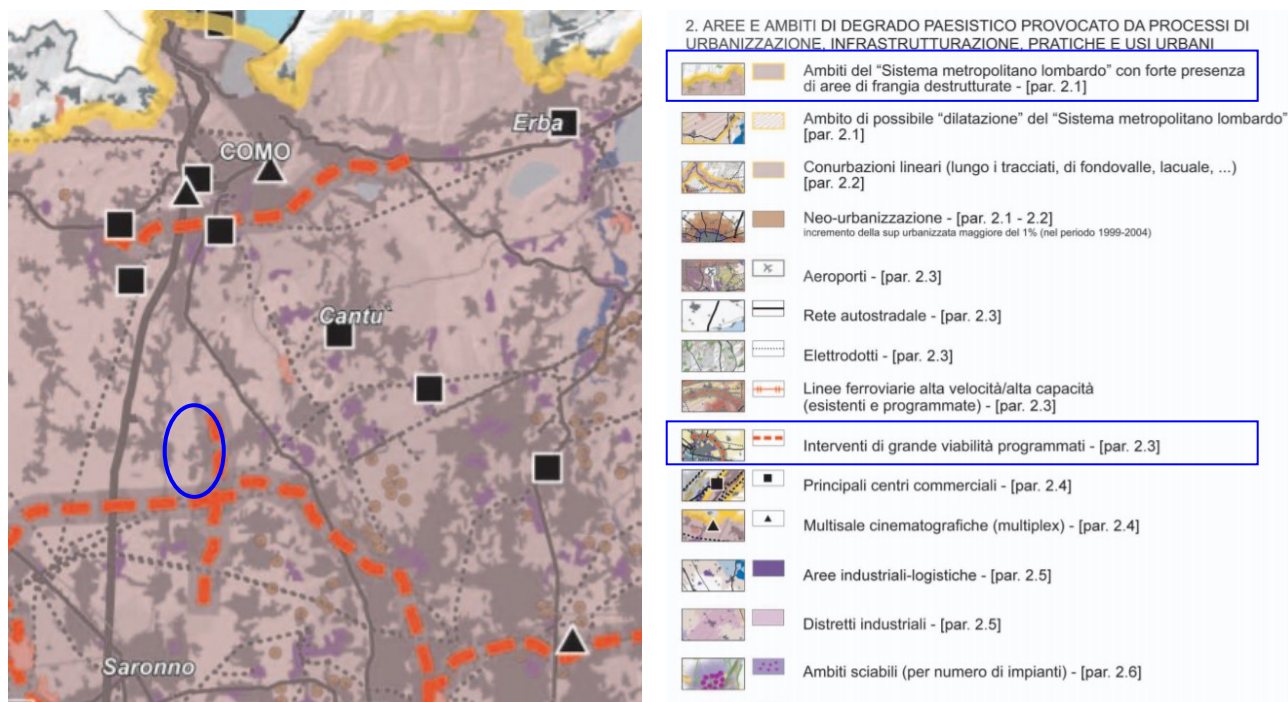 Erba
COMO
Cantù
Saronno
2. AREE E AMBITI DI DEGRADO PAESISTICO PROVOCATO DA PROCESSI DI
URBANIZZAZIONE, INFRASTRUTTURAZIONE, PRATICHE E USI URBANI
Ambiti del "Sistema metropolitano lombardo" con forte presenza
di aree di frangia destrutturate - [par. 2.1]
Ambito di possibile "dilatazione" del "Sistema metropolitano lombardo"
[par. 2.1]
Conurbazioni lineari (lungo i tracciati, di fondovalle, lacuale, ...)
[par. 2.2]
Neo-urbanizzazione - [par. 2.1 - 2.2]
incremento della sup urbanizzata maggiore del 1% (nel periodo 1999-2004)
Aeroporti - [par. 2.3]
Rete autostradale - [par. 2.3]
Elettrodotti - [par. 2.3]
Linee ferroviarie alta velocità/alta capacità
(esistenti e programmate) - [par. 2.3]
Interventi di grande viabilità programmati - [par. 2.3]
Principali centri commerciali - [par. 2.4]
Multisale cinematografiche (multiplex) - [par. 2.4]
Aree industriali-logistiche - [par. 2.5]
Distretti industriali - [par. 2.5]
Ambiti sciabili (per numero di impianti) - [par. 2.6]